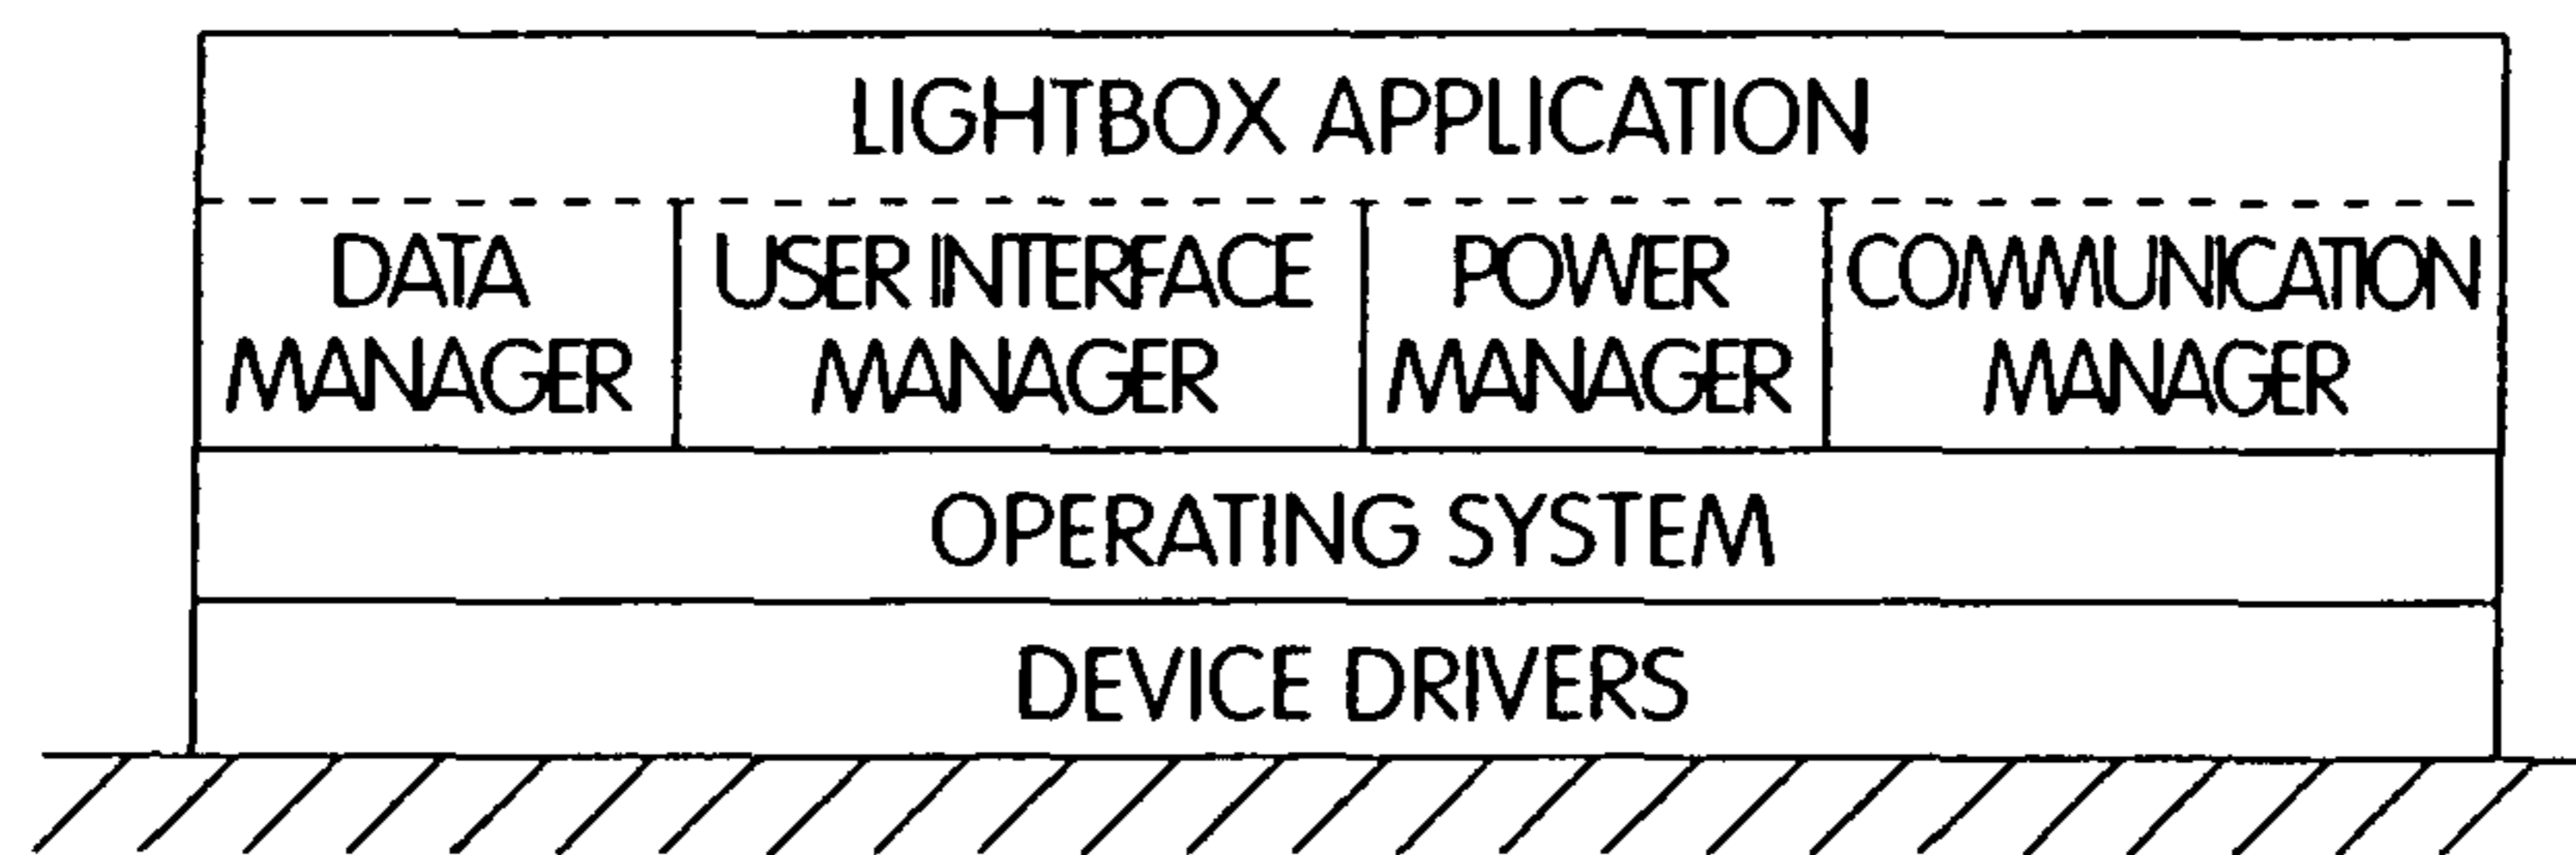 LIGHTBOX APPLICATION
DATA
MANAGER
USER INTERFACE
MANAGER
POWER
MANAGER
COMMUNICATION
MANAGER
OPERATING SYSTEM
DEVICE DRIVERS